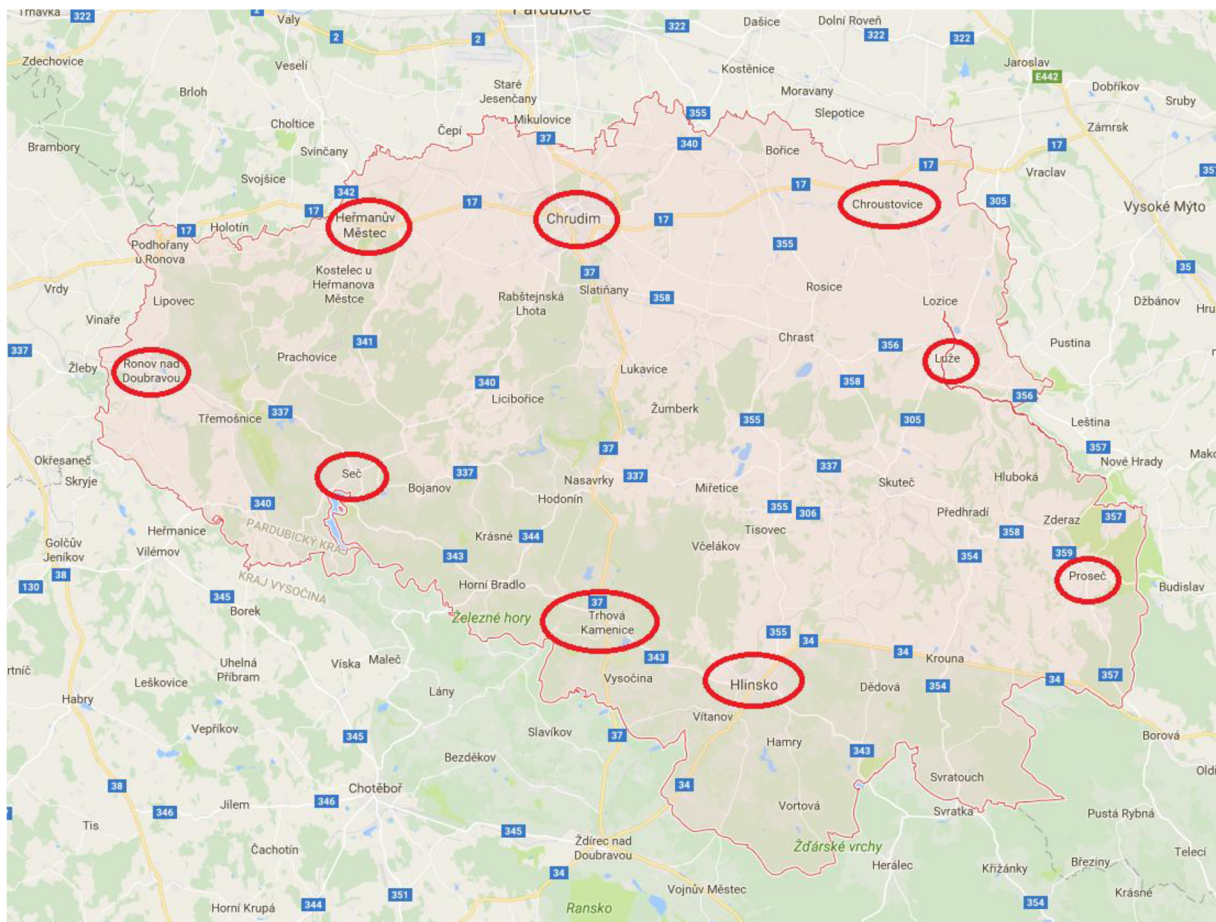 Trnávka
322
Valy
2
2
Pardubice
Dašice
Dolní Roveň
322
322
322
Zdechovice
Veselí
Kostěnice
Jaroslav
E442
Staré
Jesenčany
Moravany
Dobříkov
Brloh
Mikulovice
355
Slepotice
Sruby
Choltice
Čepí
37
Zámrsk
Brambory
Svinčany
340
Bořice
17
17
Vraclav
357
Svojšice
342
17
17
Heřmanův
Městec
Chrudim
17
Chroustovice
305
Vysoké Mýto
17
Holotín
Podhořany
u Ronova
355
35
Kostelec u
Heřmanova
Městce
37
Slatiňany
Rosice
Vrdy
Lipovec
Rabštejnská
Lhota
358
Lozice
Džbánov
Vinaře
Hru
341
Chrast
356
Pustina
337
Žleby
Ronov nad
Doubravou
Prachovice
Lukavice
Luže
340
358
356
Licibořice
Žumberk
Třemošnice
337
355
305
Leština
37
357
Okřesaneč
Skryje
Seč
337
337
337
Nové Hrady
Mako
Bojanov
Nasavrky
Miřetice
Skuteč
Hluboká
340
Hodonín
355
306
Předhradí
Zderaz
357
PARDUBICKÝ KRAJ
Heřmanice
Krásné
344
Tisovec
358
Golčův
Jeníkov
Vilémov
343
Včelákov
354
359
38
KRAJ VYSOČINA
Horní Bradlo
Proseč
Budislav
130
345
37
Borek
Železné hory
Trhová
Kamenice
355
34
Maleč
343
34
Krouna
rtníč
Uhelná
Příbram
Víska
Vysočina
Hlinsko
Dědová
354
34
357
Habry
Leškovice
Lány
Vítanov
Vepříkov
345
Slavíkov
37
Hamry
343
Borová
Bezděkov
Oldř
38
34
Svratouch
Chotěboř
Vortová
Svratka
Pustá Rybná
Jilem
346
346
Tis
345
Ždírec nad
Doubravou
Žďárské vrchy
Telecí
Čachotín
34
Herálec
Křižánky
Březiny
Vojnův Městec
Krásné
344
351
354
Horní Krupá
Ransko